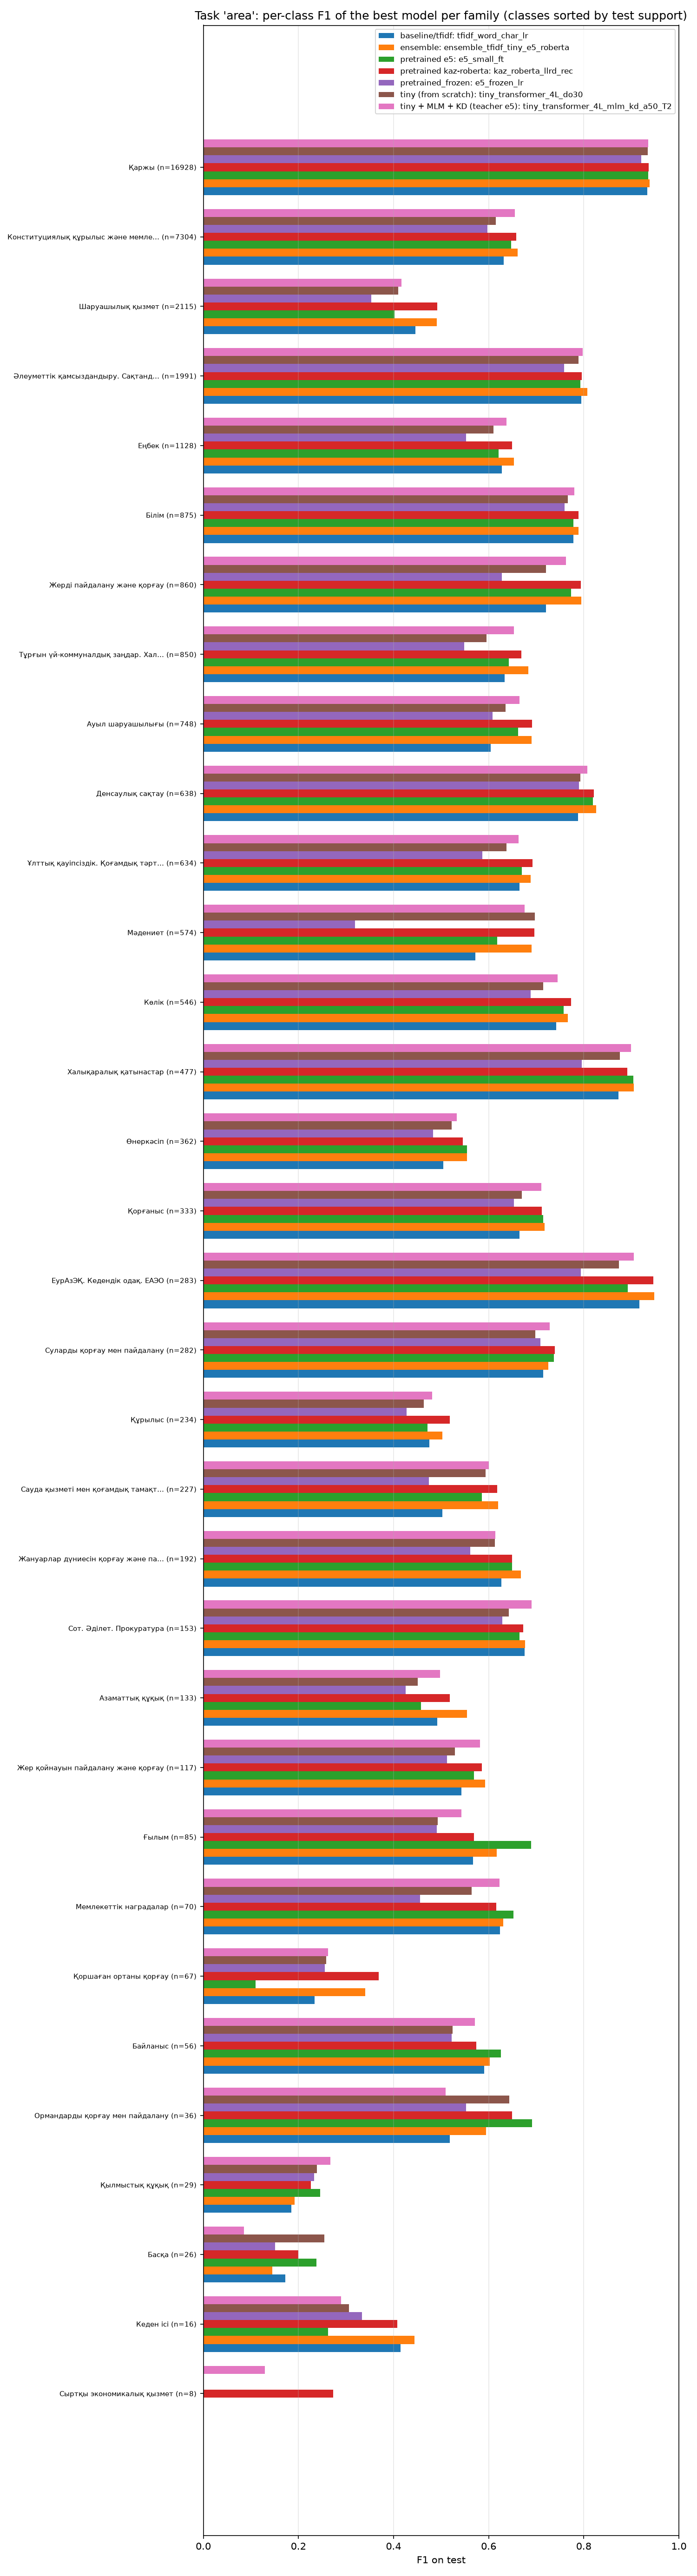 Task 'area': per-class F1 of the best model per family (classes sorted by test support)
baseline/tfidf: tfidf_word_char_lr
ensemble: ensemble_tfidf_tiny_e5_roberta
pretrained e5: e5_small_ft
pretrained kaz-roberta: kaz_roberta_llrd_rec
pretrained_frozen: e5_frozen_lr
tiny (from scratch): tiny_transformer_4L_do30
tiny + MLM + KD (teacher e5): tiny_transformer_4L_mlm_kd_a50_T2
Қаржы (n=16928)
Конституциялық құрылыс және мемле... (n=7304)
Шаруашылық қызмет (n=2115)
Әлеуметтік қамсыздандыру. Сақтанд... (n=1991)
Еңбек (n=1128)
Білім (n=875)
Жерді пайдалану және қорғау (n=860)
Тұрғын үй-коммуналдық заңдар. Хал... (n=850)
Ауыл шаруашылығы (n=748)
Денсаулық сақтау (n=638)
Ұлттық қауіпсіздік. Қоғамдық тәрт... (n=634)
Мәдениет (n=574)
Көлік (n=546)
Халықаралық қатынастар (n=477)
Өнеркәсіп (n=362)
Қорғаныс (n=333)
ЕурАзЭҚ. Кедендік одақ. ЕАЭО (n=283)
Суларды қорғау мен пайдалану (n=282)
Құрылыс (n=234)
Сауда қызметі мен қоғамдық тамақт... (n=227)
Жануарлар дүниесін қорғау және па... (n=192)
Сот. Әділет. Прокуратура (n=153)
Азаматтық құқық (n=133)
Жер қойнауын пайдалану және қорғау (n=117)
Ғылым (n=85)
Мемлекеттік наградалар (n=70)
Қоршаған ортаны қорғау (n=67)
Байланыс (n=56)
Ормандарды қорғау мен пайдалану (n=36)
Қылмыстық құқық (n=29)
Басқа (n=26)
Кеден ісі (n=16)
Сыртқы экономикалық қызмет (n=8)
0.0 0.2 0.4 0.6 0.8 1.0
F1 on test